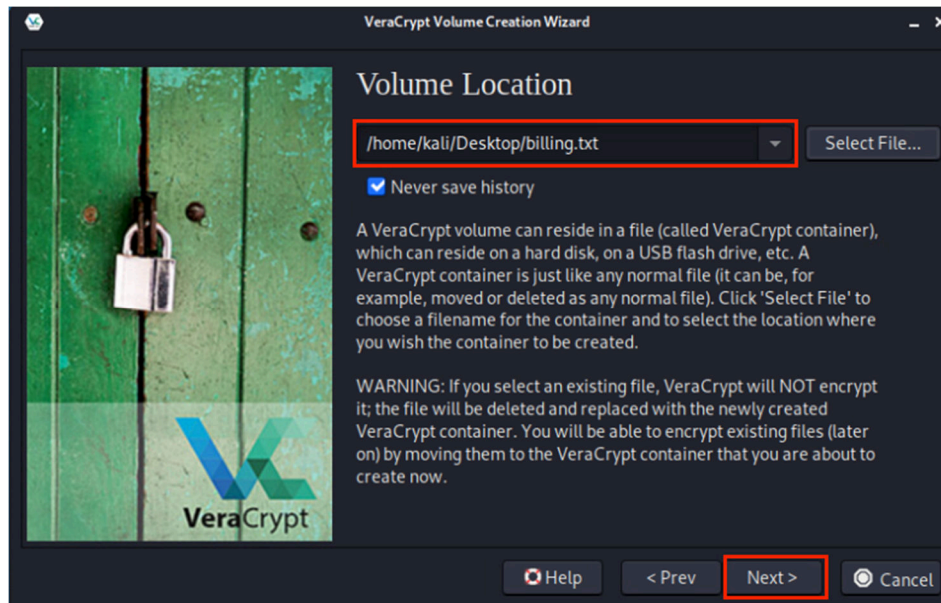 VeraCrypt Volume Creation Wizard
Volume Location
/home/kali/Desktop/billing.txt
Select File...
Never save history
A VeraCrypt volume can reside in a file (called VeraCrypt container),
which can reside on a hard disk, on a USB flash drive, etc. A
VeraCrypt container is just like any normal file (it can be, for
example, moved or deleted as any normal file). Click 'Select File' to
choose a filename for the container and to select the location where
you wish the container to be created.
WARNING: If you select an existing file, VeraCrypt will NOT encrypt
it; the file will be deleted and replaced with the newly created
VeraCrypt container. You will be able to encrypt existing files (later
on) by moving them to the VeraCrypt container that you are about to
create now.
VeraCrypt
Help
< Prev
Next >
Cancel